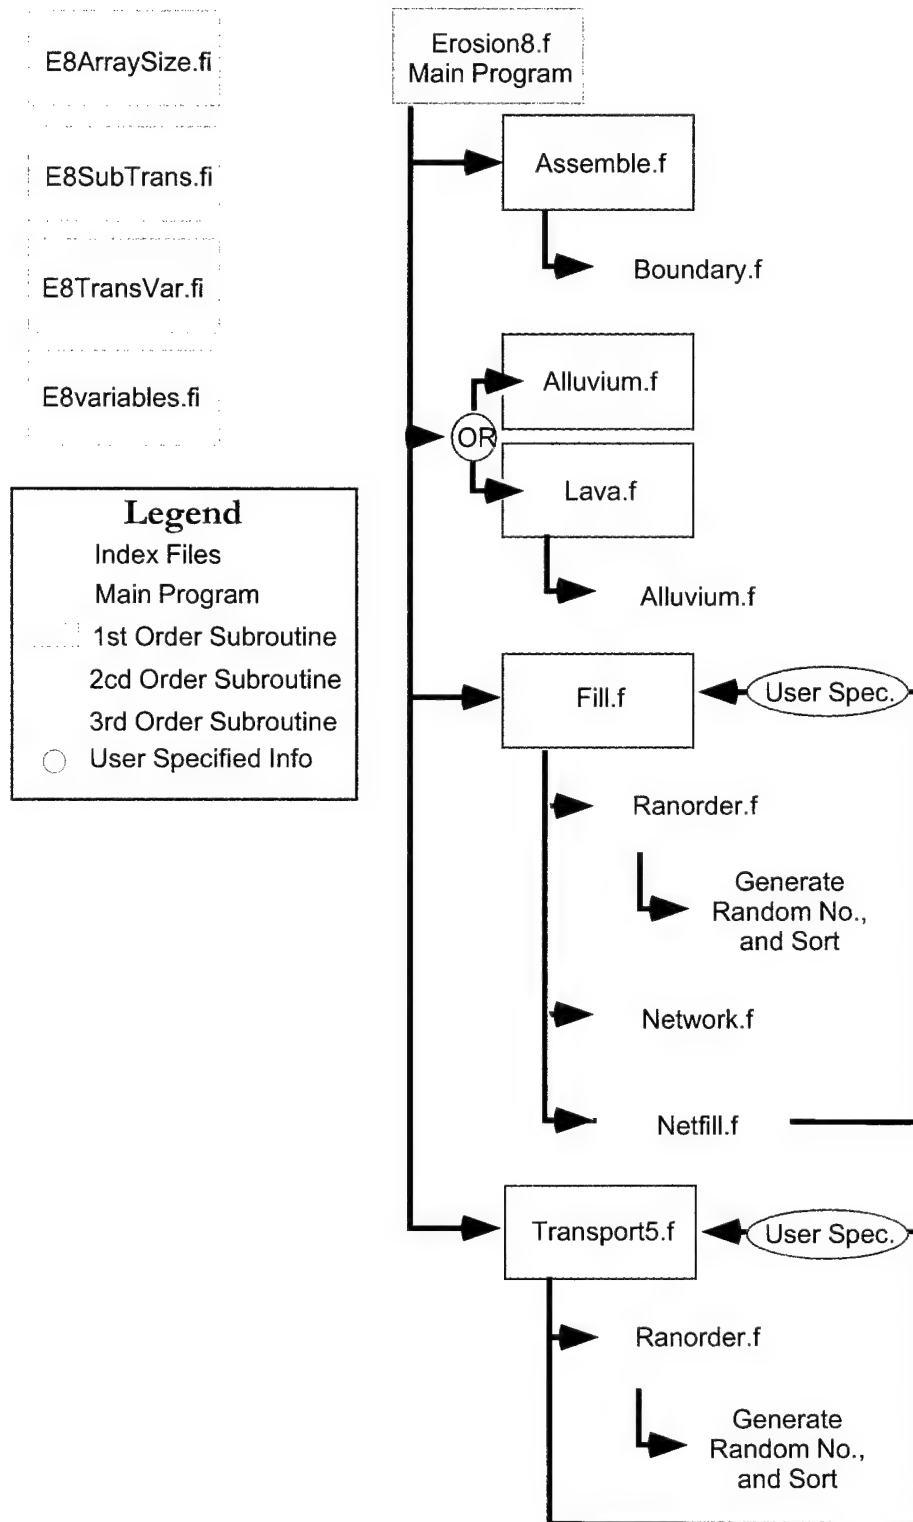 E8ArraySize.fi
E8SubTrans.fi
E8TransVar.fi
E8variables.fi
Legend
Index Files
Main Program
1st Order Subroutine
2cd Order Subroutine
3rd Order Subroutine
User Specified Info
Erosion8.f
Main Program
Assemble.f
Boundary.f
Alluvium.f
OR
Lava.f
Alluvium.f
Fill.f
User Spec.
Ranorder.f
Generate
Random No.,
and Sort
Network.f
Netfill.f
Transport5.f
User Spec.
Ranorder.f
Generate
Random No.,
and Sort